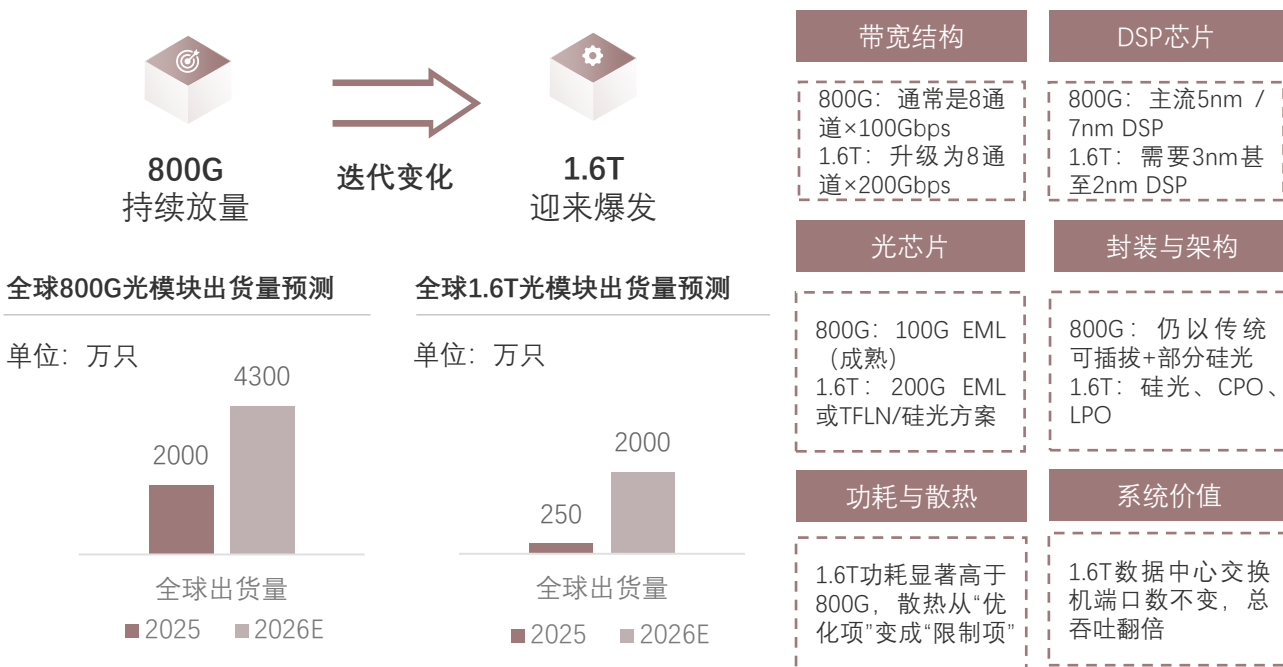 800G
持续放量
迭代变化
1.6T
迎来爆发
全球800G光模块出货量预测
单位：万只
2000
4300
全球出货量
2025
2026E
全球1.6T光模块出货量预测
单位：万只
250
2000
全球出货量
2025
2026E
带宽结构
800G：通常是8通
道×100Gbps
1.6T：升级为8通
道×200Gbps
DSP芯片
800G：主流5nm /
7nm DSP
1.6T：需要3nm甚
至2nm DSP
光芯片
800G：100G EML
（成熟）
1.6T：200G EML
或TFLN/硅光方案
封装与架构
800G：仍以传统
可插拔+部分硅光
1.6T：硅光、CPO、
LPO
功耗与散热
1.6T功耗显著高于
800G，散热从“优
化项”变成“限制项”
系统价值
1.6T数据中心交换
机端口数不变，总
吞吐翻倍